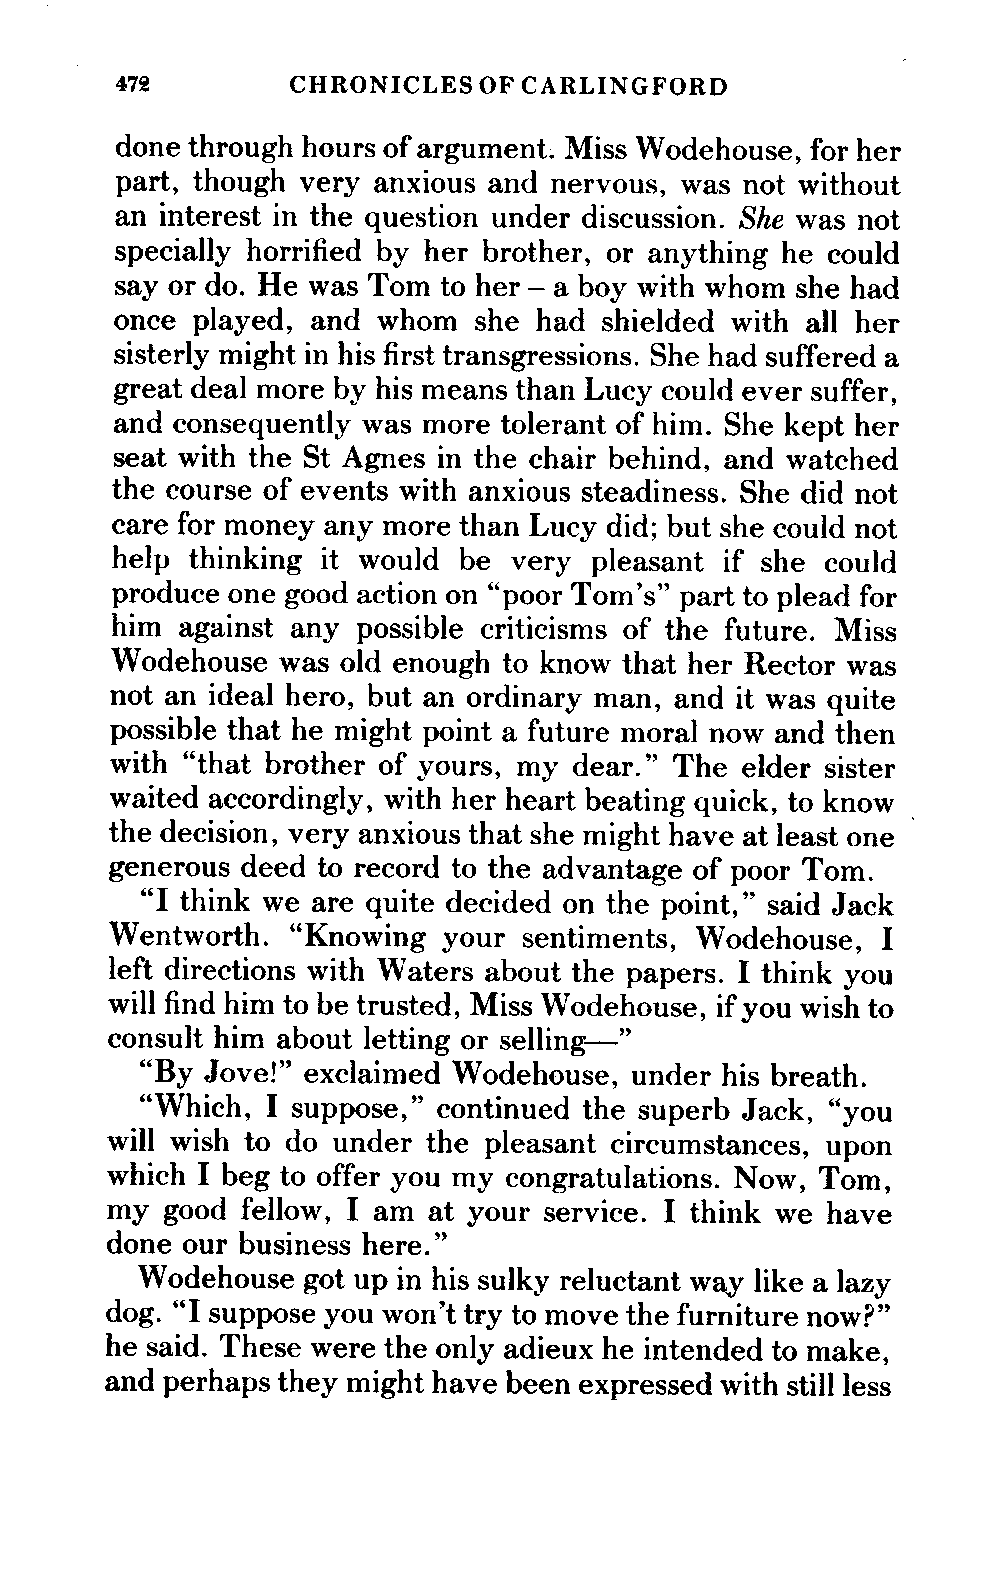 472 CHRONICLES OF CARLINGFORD
done through hours of argument. Miss Wodehouse, for her
part, though very anxious and nervous, was not without
an interest in the question under discussion. She was not
specially horrified by her brother, or anything he could
say or do. He was Tom to her – a boy with whom she had
once played, and whom she had shielded with all her
sisterly might in his first transgressions. She had suffered a
great deal more by his means than Lucy could ever suffer,
and consequently was more tolerant of him. She kept her
seat with the St Agnes in the chair behind, and watched
the course of events with anxious steadiness. She did not
care for money any more than Lucy did; but she could not
help thinking it would be very pleasant if she could
produce one good action on “poor Tom’s” part to plead for
him against any possible criticisms of the future. Miss
Wodehouse was old enough to know that her Rector was
not an ideal hero, but an ordinary man, and it was quite
possible that he might point a future moral now and then
with “that brother of yours, my dear.” The elder sister
waited accordingly, with her heart beating quick, to know
the decision, very anxious that she might have at least one
generous deed to record to the advantage of poor Tom.
“I think we are quite decided on the point,” said Jack
Wentworth. “Knowing your sentiments, Wodehouse, I
left directions with Waters about the papers. I think you
will find him to be trusted, Miss Wodehouse, if you wish to
consult him about letting or selling—”
“By Jove!” exclaimed Wodehouse, under his breath.
“Which, I suppose,” continued the superb Jack, “you
will wish to do under the pleasant circumstances, upon
which I beg to offer you my congratulations. Now, Tom,
my good fellow, I am at your service. I think we have
done our business here.”
Wodehouse got up in his sulky reluctant way like a lazy
dog. “I suppose you won’t try to move the furniture now?”
he said. These were the only adieux he intended to make,
and perhaps they might have been expressed with still less